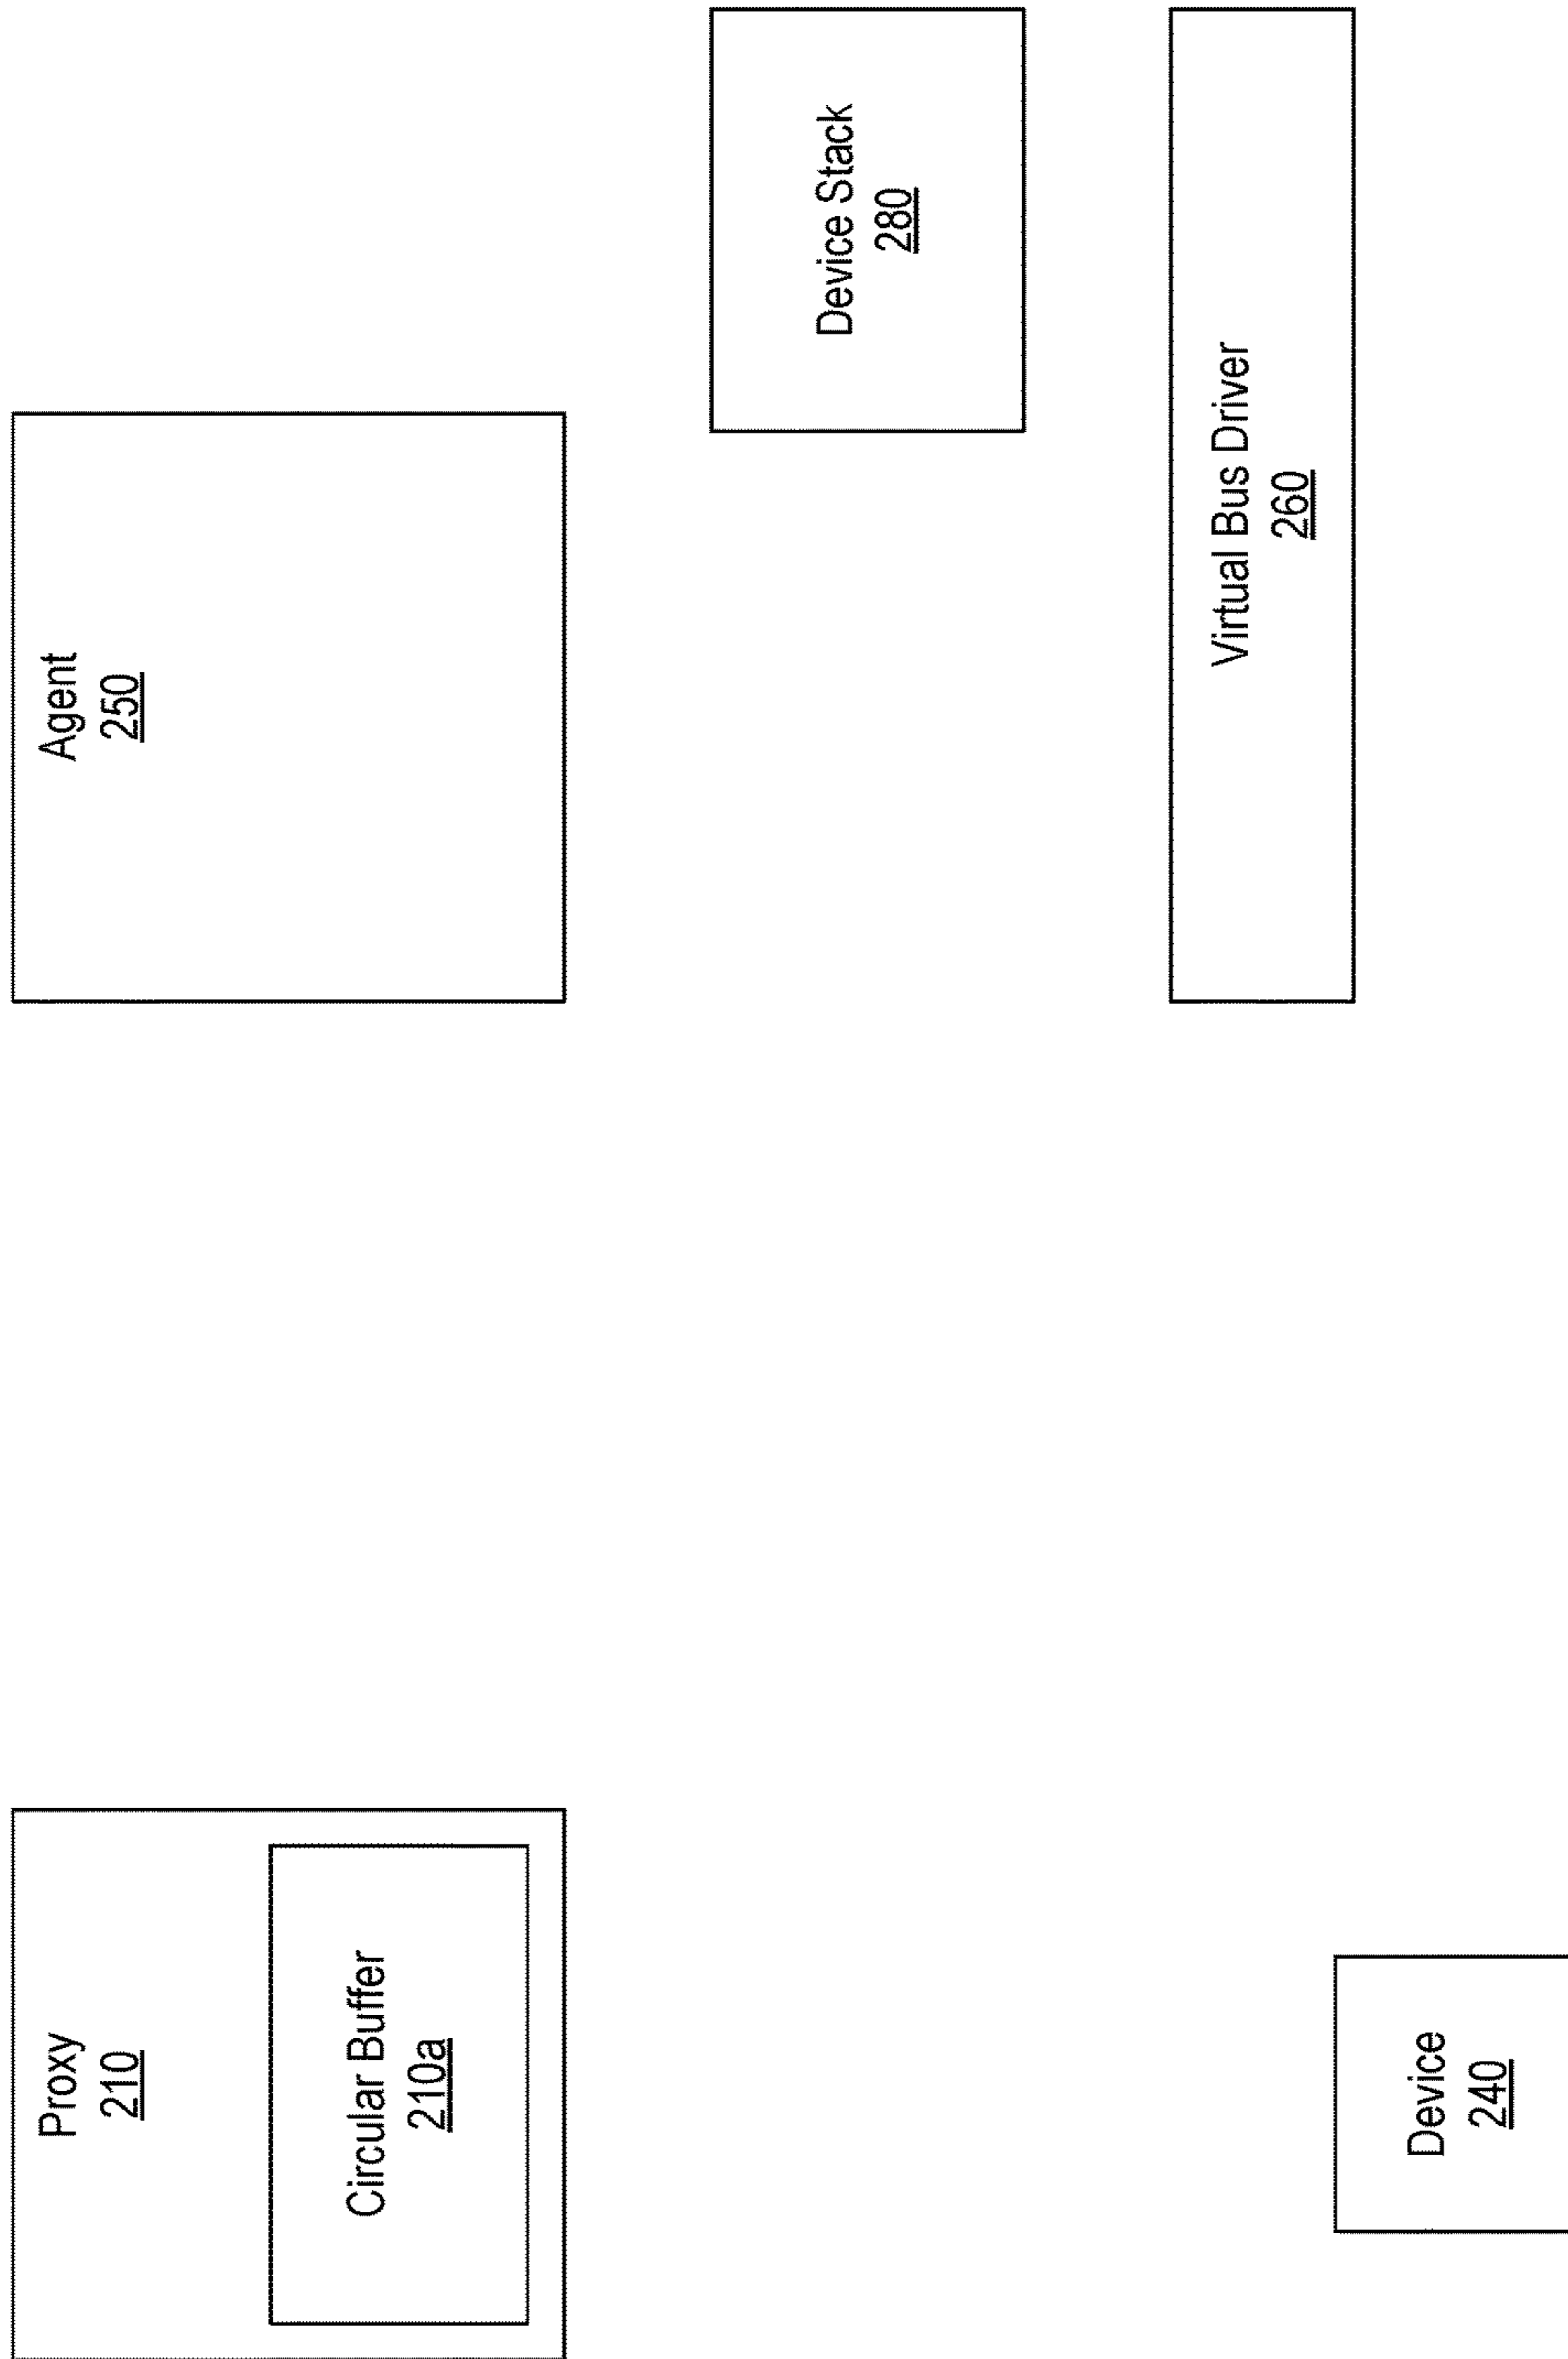 Proxy
210
Circular Buffer
210a
Device
240
Agent
250
Device Stack
280
Virtual Bus Driver
260